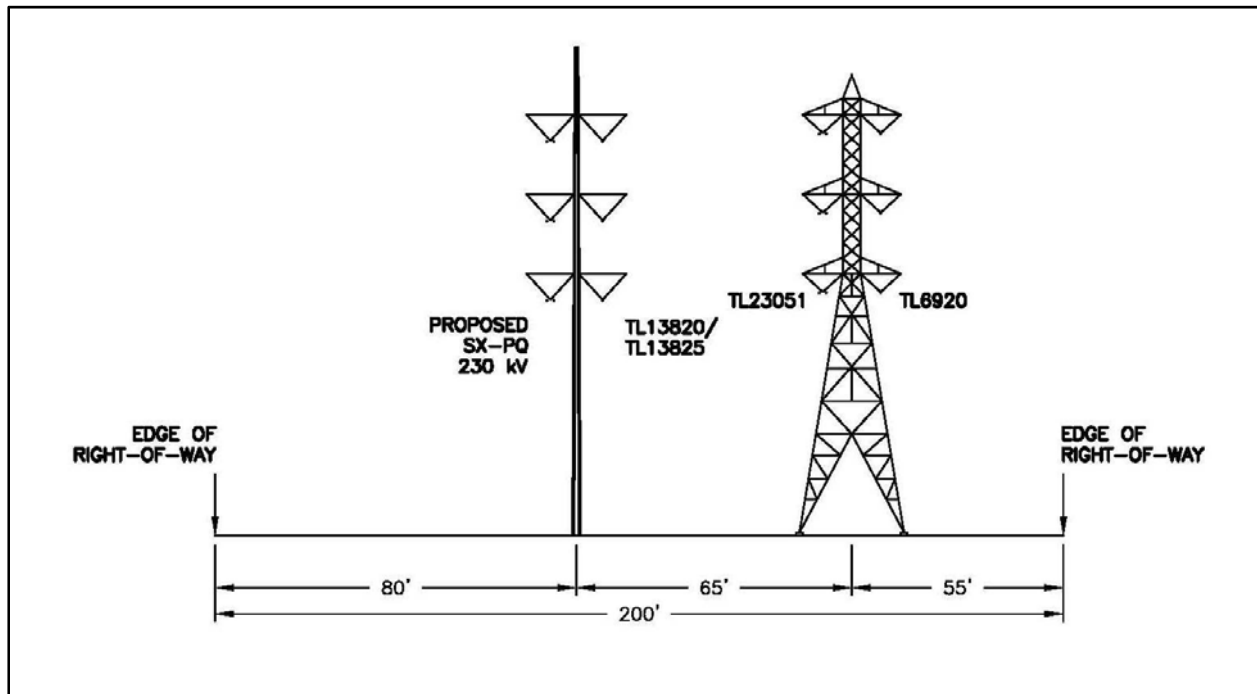 TL23051
TL6920
PROPOSED
SX-PQ
230 kV
TL13820/
TL13825
EDGE OF
RIGHT-OF-WAY
EDGE OF
RIGHT-OF-WAY
80'
65'
55'
200'